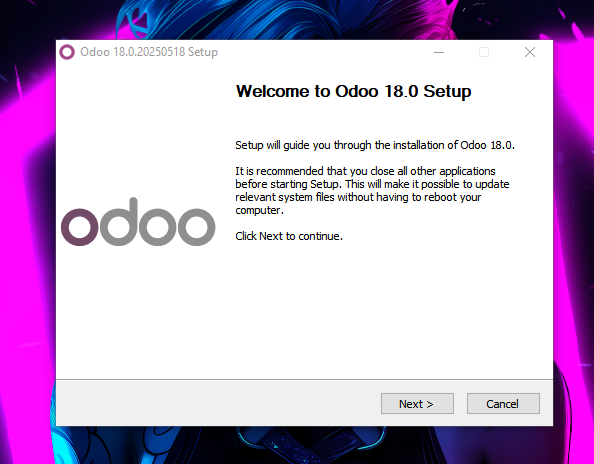 Odoo 18.0.20250518 Setup
Welcome to Odoo 18.0 Setup
Setup will guide you through the installation of Odoo 18.0.
It is recommended that you close all other applications
before starting Setup. This will make it possible to update
relevant system files without having to reboot your
computer.
odoo
Click Next to continue.
Next >
Cancel